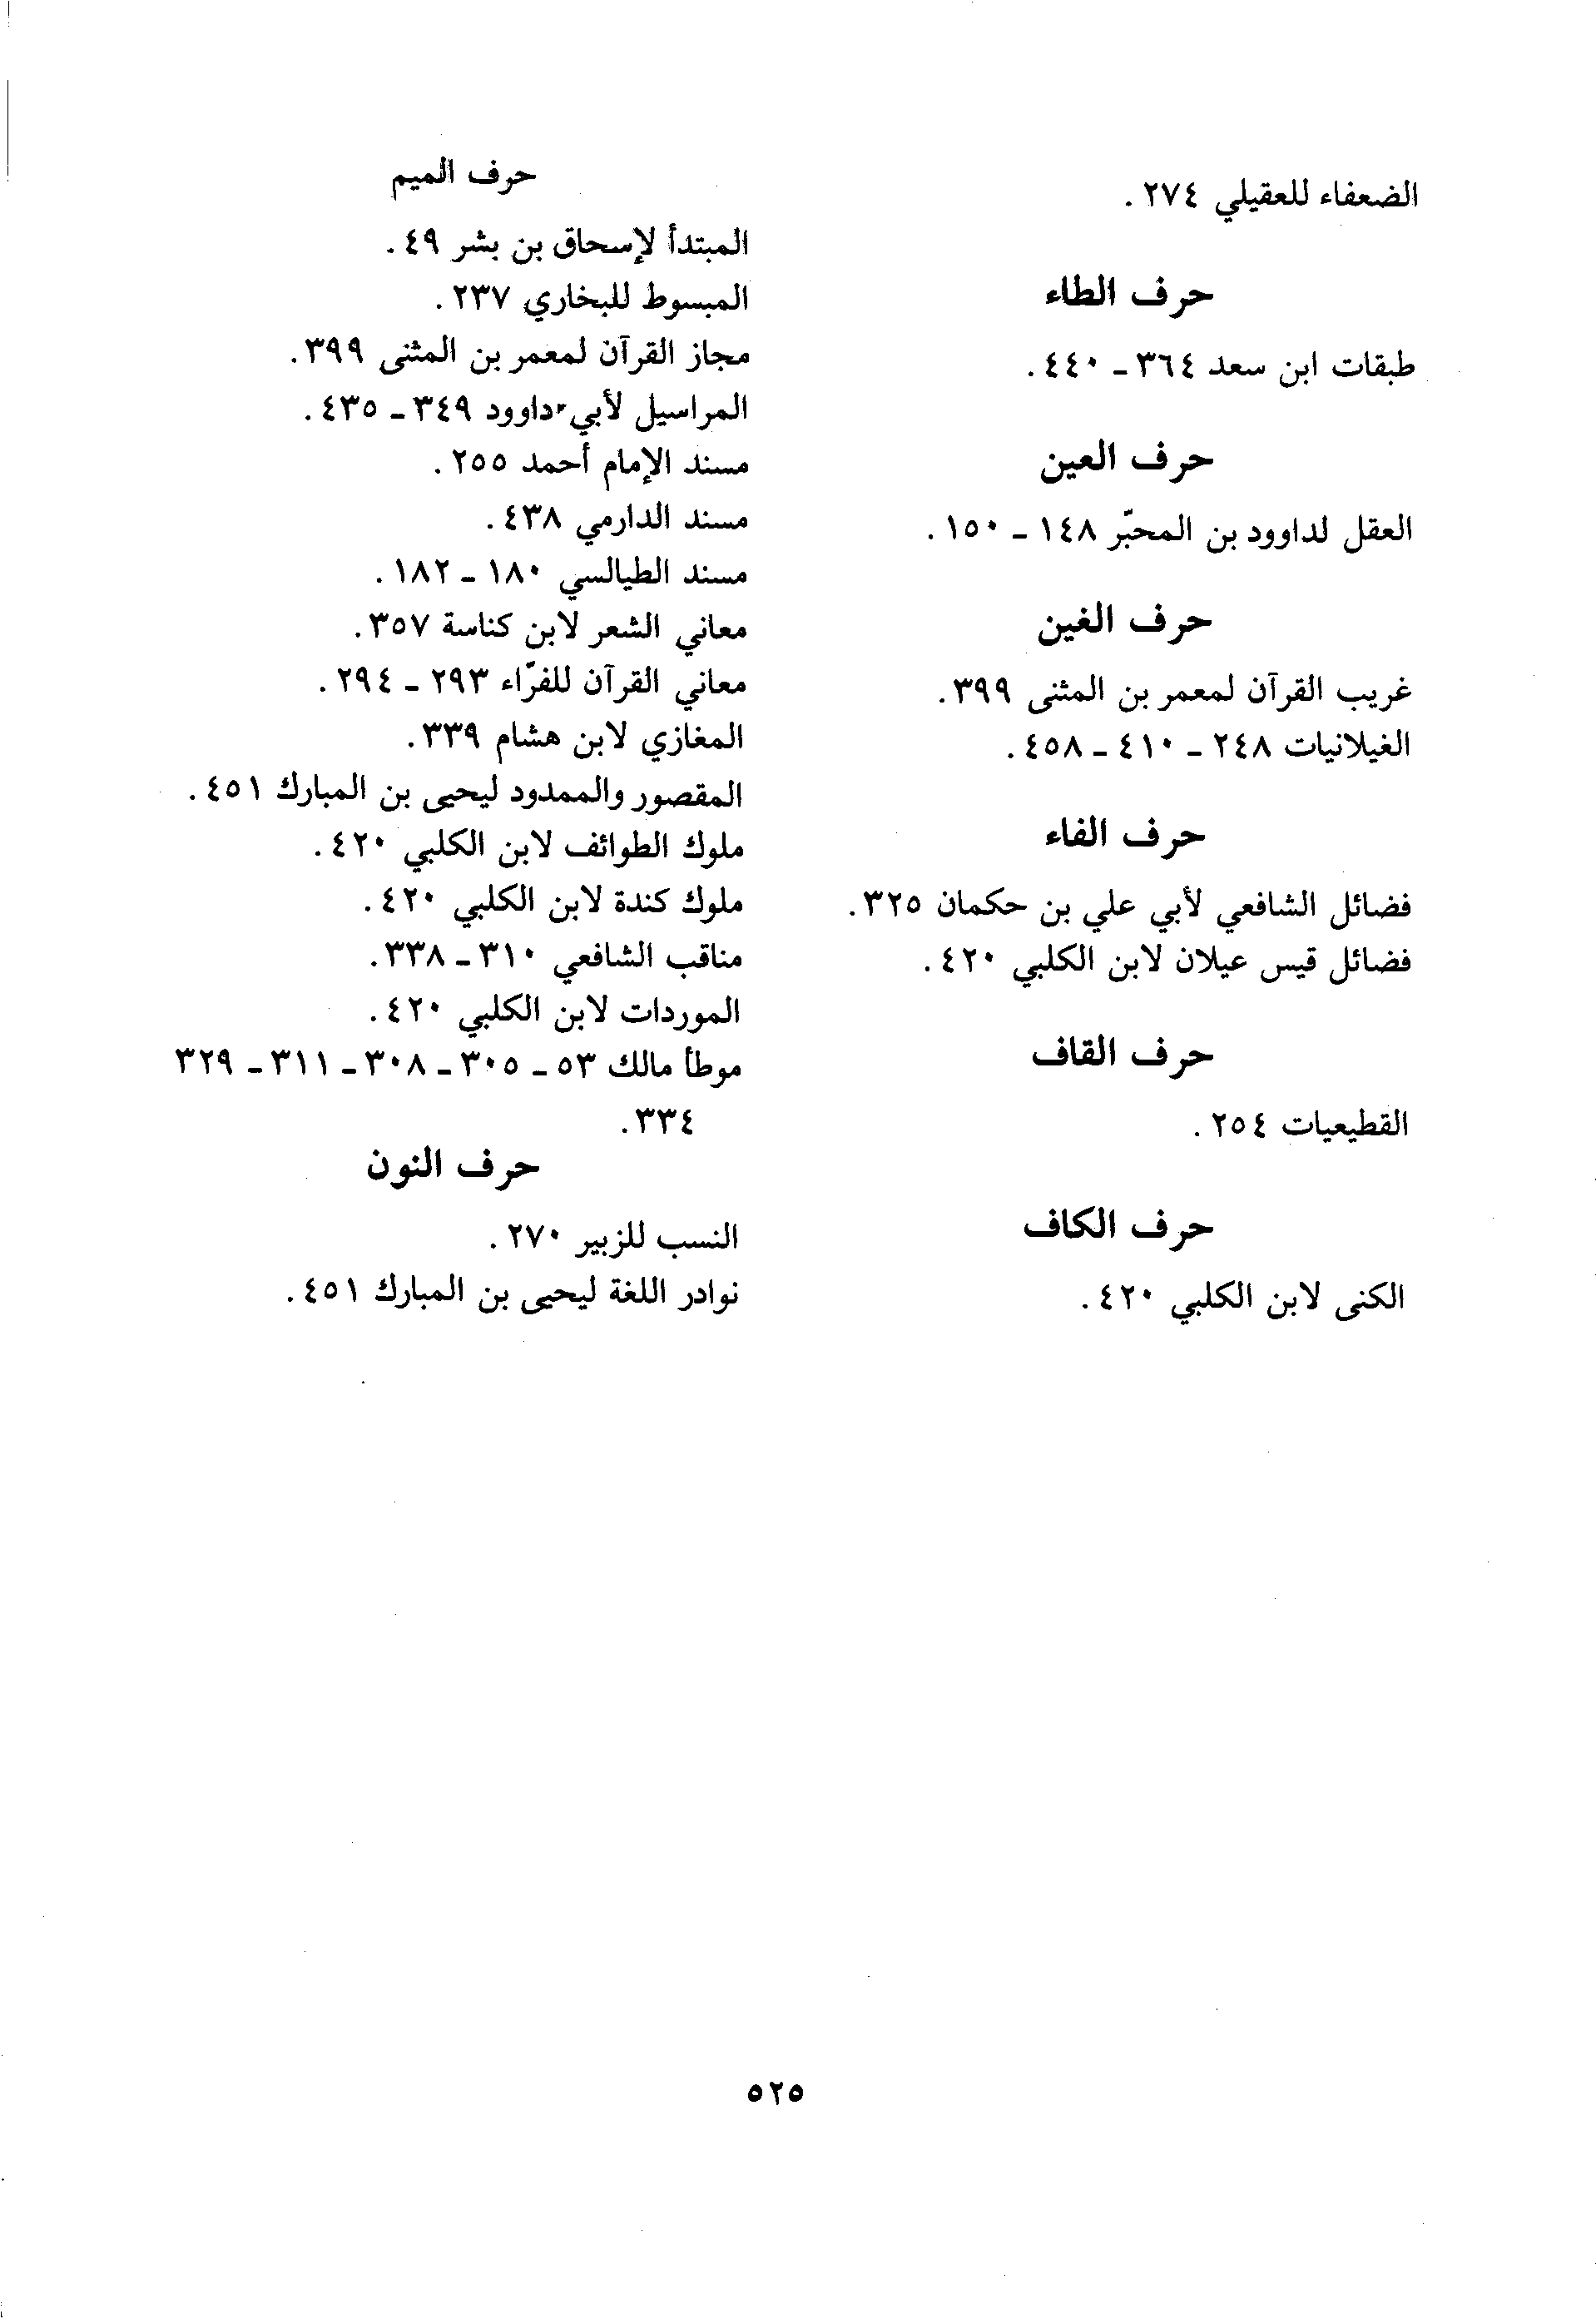 الضعفاء للعقيلي ٢٧٤ .
حرف الطاء
طبقات ابن سعد ٣٦٤ ـ ٤٤٠ .
حرف العين
العقل لداوود بن المحبّر ١٤٨ ـ ١٥٠ .
حرف الغين
غريب القرآن لمعمر بن المثنى ٣٩٩ .
الغيلانيات ٢٤٨ ـ ٤١٠ ـ ٤٥٨ .
حرف الفاء
فضائل الشافعي لأبي علي بن حكمان ٣٢٥ .
فضائل قيس عيلان لابن الكلبي ٤٢٠ .
حرف القاف
القطيعيات ٢٥٤ .
حرف الكاف
الكنى لابن الكلبي ٤٢٠ .
حرف الميم
المبتدأ لإسحاق بن بشر ٤٩ .
المبسوط للبخاري ٢٣٧ .
مجاز القرآن لمعمر بن المثنى ٣٩٩ .
المراسيل لأبي داوود ٣٤٩ ـ ٤٣٥ .
مسند الإمام أحمد ٢٥٥ .
مسند الدارمي ٤٣٨ .
مسند الطيالسي ١٨٠ ـ ١٨٢ .
معاني الشعر لابن كناسة ٣٥٧ .
معاني القرآن للفرّاء ٢٩٣ ـ ٢٩٤ .
المغازي لابن هشام ٣٣٩ .
المقصور والممدود ليحيى بن المبارك ٤٥١ .
ملوك الطوائف لابن الكلبي ٤٢٠ .
ملوك كندة لابن الكلبي ٤٢٠ .
مناقب الشافعي ٣١٠ ـ ٣٣٨ .
الموردات لابن الكلبي ٤٢٠ .
موطأ مالك ٥٣ ـ ٣٠٥ ـ ٣٠٨ ـ ٣١١ ـ ٣٢٩
٣٣٤ .
حرف النون
النسب للزبير ٢٧٠ .
نوادر اللغة ليحيى بن المبارك ٤٥١ .
٥٢٥